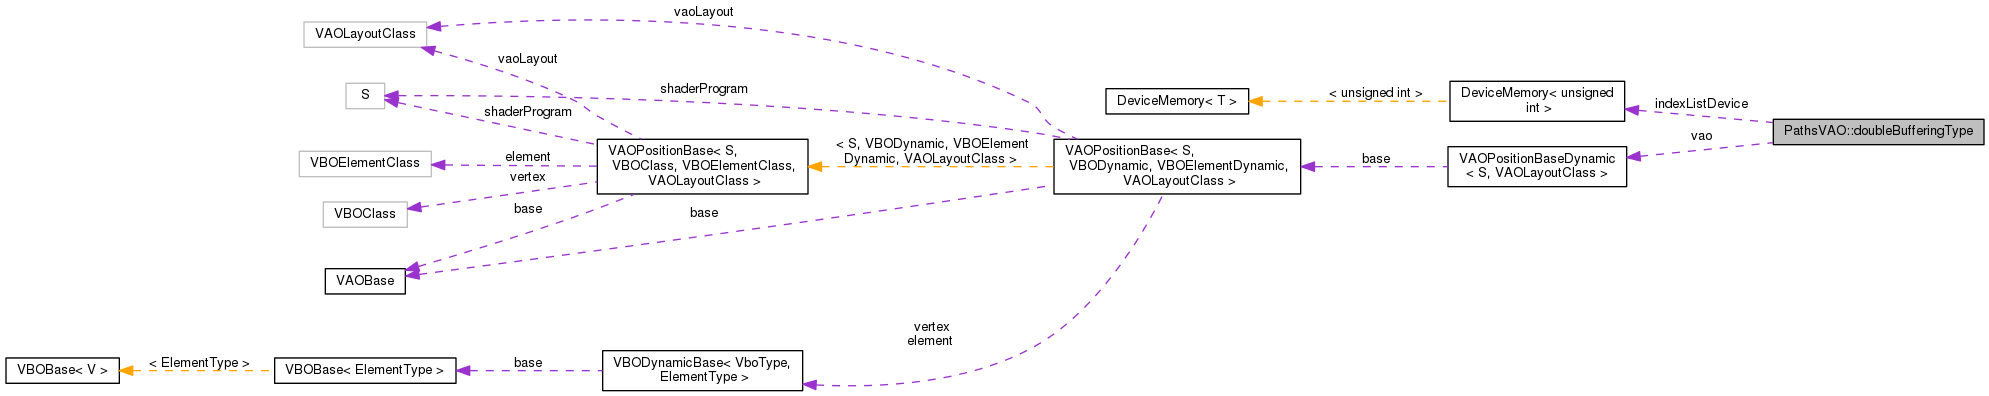 vaoLayout
VAOLayoutClass
vaoLayout
S
shaderProgram
shaderProgram
DeviceMemory< T >
< unsigned int >
DeviceMemory< unsigned
int >
indexListDevice
PathsVAO::doubleBufferingType
vao
VBOElementClass
element
VAOPositionBase< S,
VBOClass, VBOElementClass,
VAOLayoutClass >
< S, VBODynamic, VBOElement
Dynamic, VAOLayoutClass >
VAOPositionBase< S,
VBODynamic, VBOElementDynamic,
VAOLayoutClass >
base
VAOPositionBaseDynamic
< S, VAOLayoutClass >
vertex
VBOClass
base
base
VAOBase
vertex
element
VBOBase< V >
< ElementType >
VBOBase< ElementType >
base
VBODynamicBase< VboType,
ElementType >